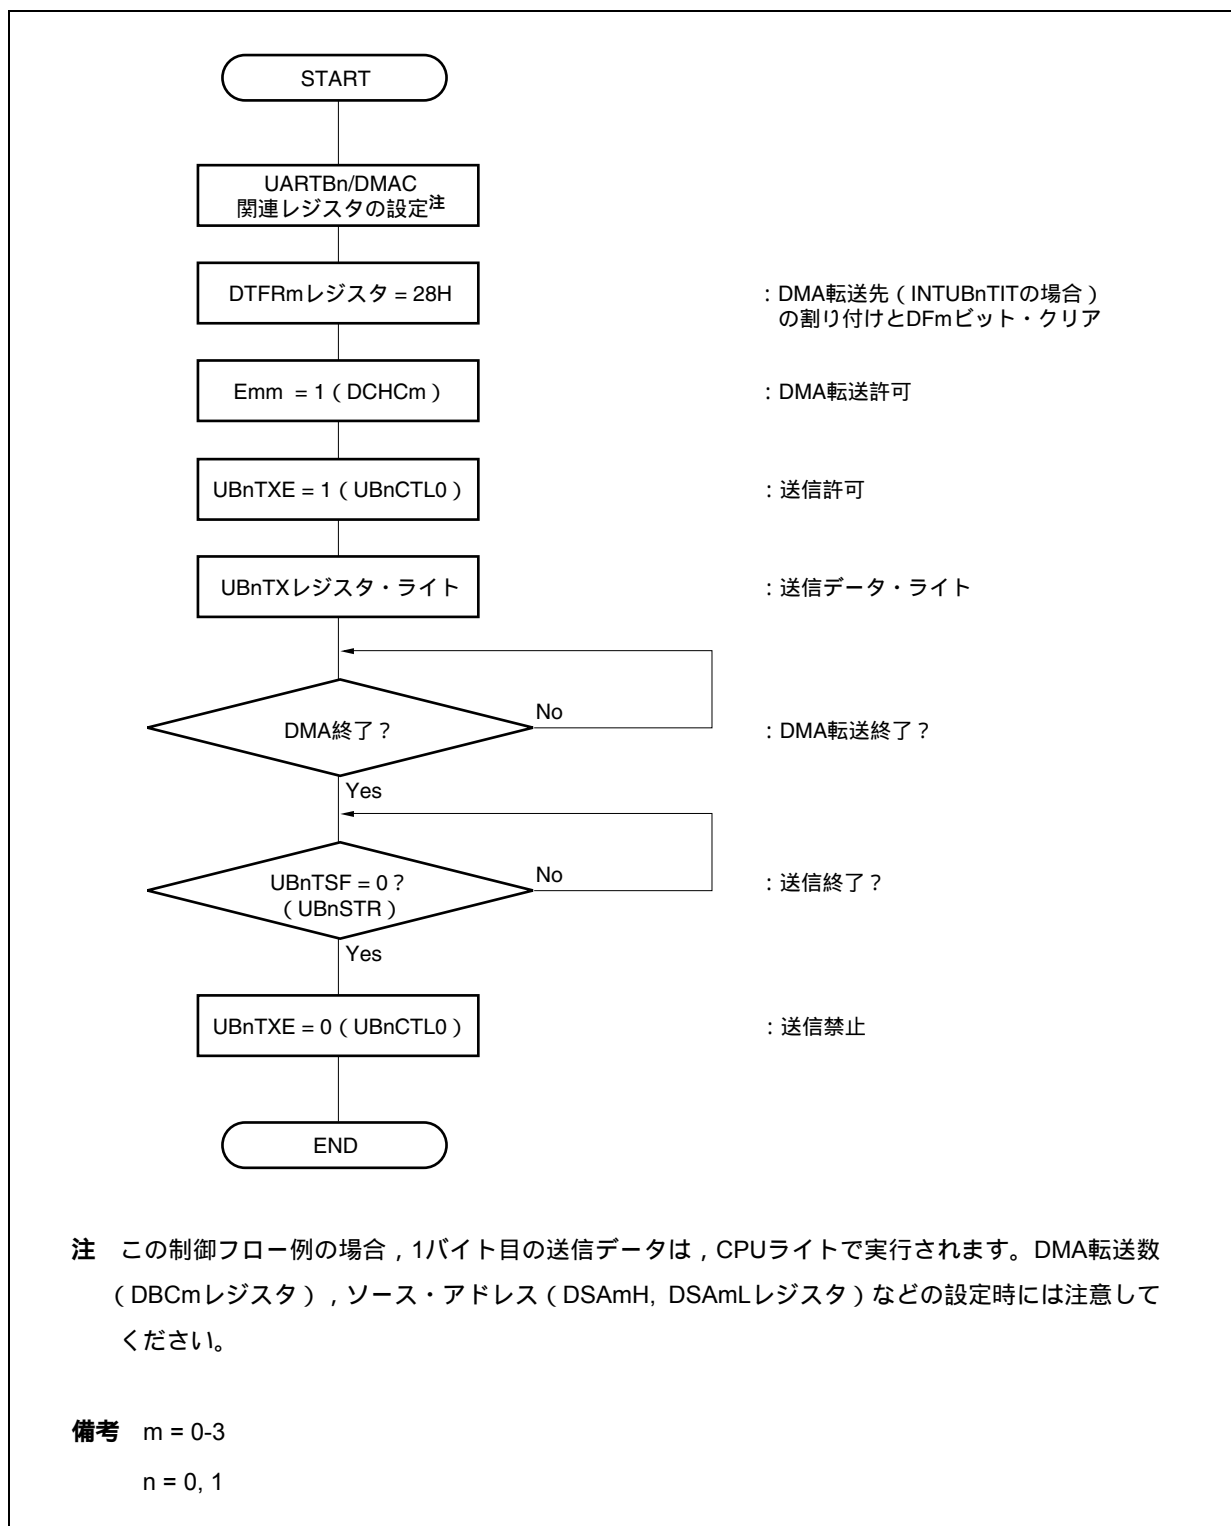 START
UARTBn/DMAC
関連レジスタの設定注
DTFRmレジスタ = 28H
：DMA転送先（INTUBnTITの場合）
の割り付けとDFmビット・クリア
Emm = 1（DCHCm）
：DMA転送許可
UBnTXE = 1（UBnCTL0）
：送信許可
UBnTXレジスタ・ライト
：送信データ・ライト
DMA終了？
No
：DMA転送終了？
Yes
UBnTSF = 0？
（UBnSTR）
No
：送信終了？
Yes
UBnTXE = 0（UBnCTL0）
：送信禁止
END
注　この制御フロー例の場合，1バイト目の送信データは，CPUライトで実行されます。DMA転送数
（DBCmレジスタ），ソース・アドレス（DSAmH, DSAmLレジスタ）などの設定時には注意して
ください。
備考　m = 0-3
n = 0, 1